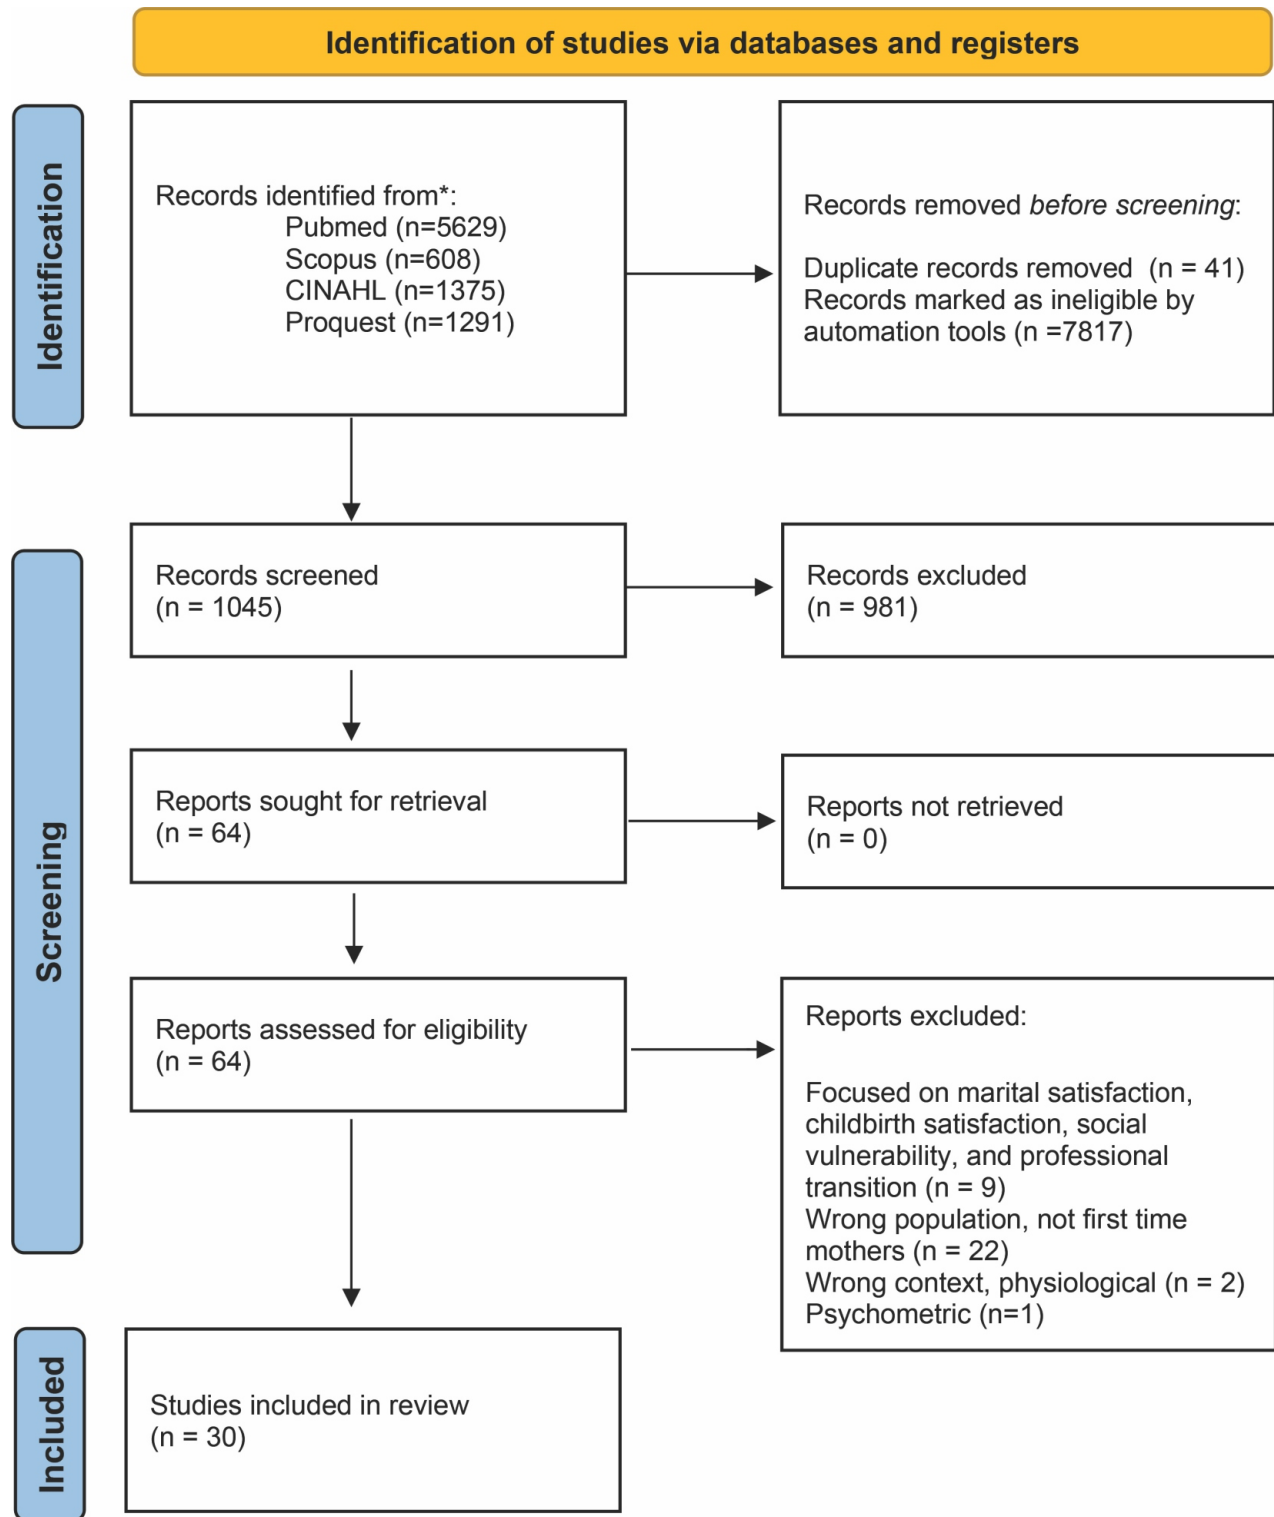 Identification of studies via databases and registers
Identification
Records identified from*:
Pubmed (n=5629)
Scopus (n=608)
CINAHL (n=1375)
Proquest (n=1291)
Records removed before screening:
Duplicate records removed  (n = 41)
Records marked as ineligible by
automation tools (n =7817)
Screening
Records screened
(n = 1045)
Records excluded
(n = 981)
Reports sought for retrieval
(n = 64)
Reports not retrieved
(n = 0)
Reports assessed for eligibility
(n = 64)
Reports excluded:
Focused on marital satisfaction,
childbirth satisfaction, social
vulnerability, and professional
transition (n = 9)
Wrong population, not first time
mothers (n = 22)
Wrong context, physiological (n = 2)
Psychometric (n=1)
Included
Studies included in review
(n = 30)